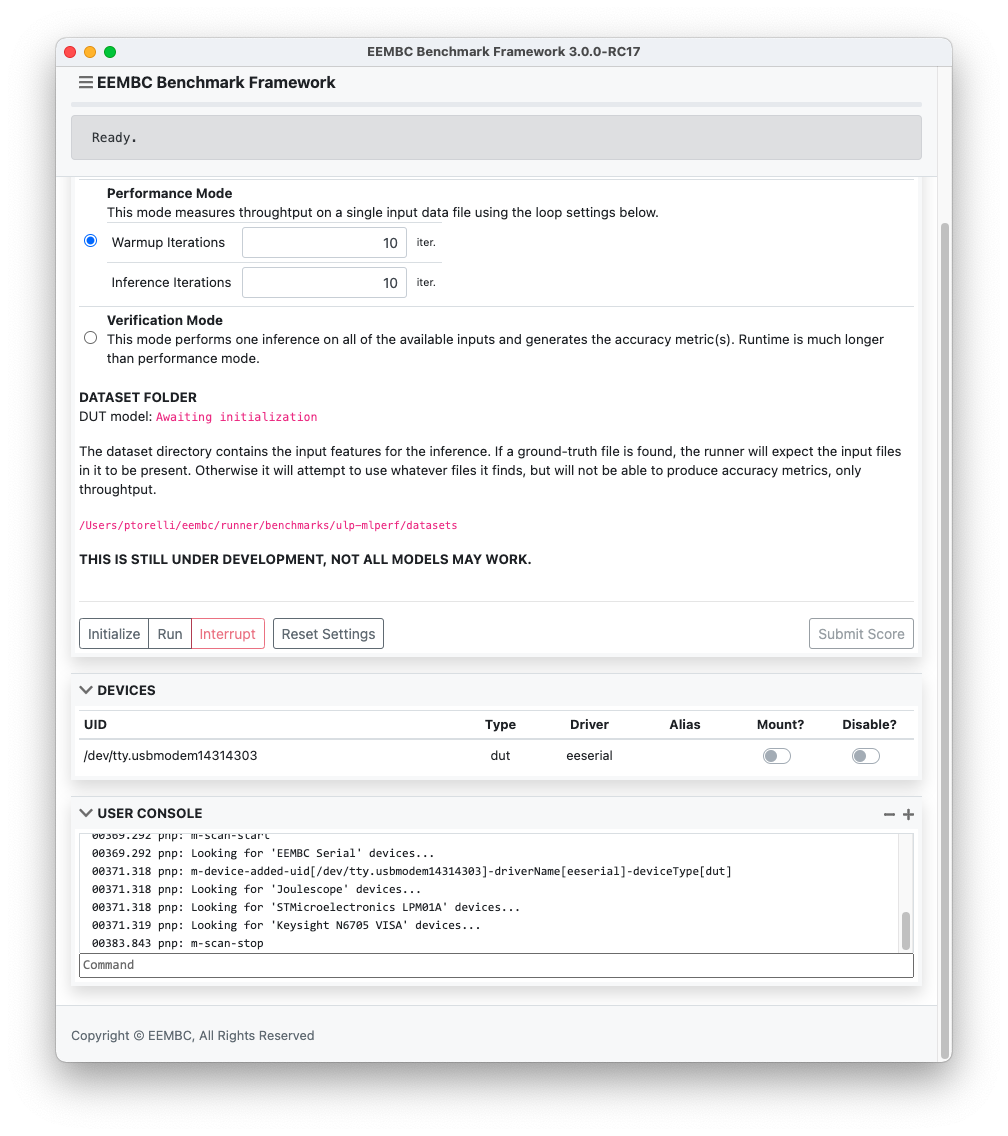 EEMBC Benchmark Framework 3.0.0-RC17
EEMBC Benchmark Framework
Ready.
Performance Mode
This mode measures throughtput on a single input data file using the loop settings below.
Warmup Iterations 10 iter.
Inference Iterations 10 iter.
Verification Mode
This mode performs one inference on all of the available inputs and generates the accuracy metric(s). Runtime is much longer
than performance mode.
DATASET FOLDER
DUT model: Awaiting initialization
The dataset directory contains the input features for the inference. If a ground-truth file is found, the runner will expect the input files
in it to be present. Otherwise it will attempt to use whatever files it finds, but will not be able to produce accuracy metrics, only
throughtput.
/Users/ptorelli/eembc/runner/benchmarks/ulp-mlperf/datasets
THIS IS STILL UNDER DEVELOPMENT, NOT ALL MODELS MAY WORK.
Initialize Run Interrupt Reset Settings Submit Score
DEVICES
UID Type Driver Alias Mount? Disable?
/dev/tty.usbmodem14314303 dut eeserial
USER CONSOLE
00369.292 pnp: m-scan-start
00369.292 pnp: Looking for 'EEMBC Serial' devices...
00371.318 pnp: m-device-added-uid[/dev/tty.usbmodem14314303]-driverName[eeserial]-deviceType[dut]
00371.318 pnp: Looking for 'Joulescope' devices...
00371.318 pnp: Looking for 'STMicroelectronics LPM01A' devices...
00371.319 pnp: Looking for 'Keysight N6705 VISA' devices...
00383.843 pnp: m-scan-stop
Command
Copyright © EEMBC, All Rights Reserved